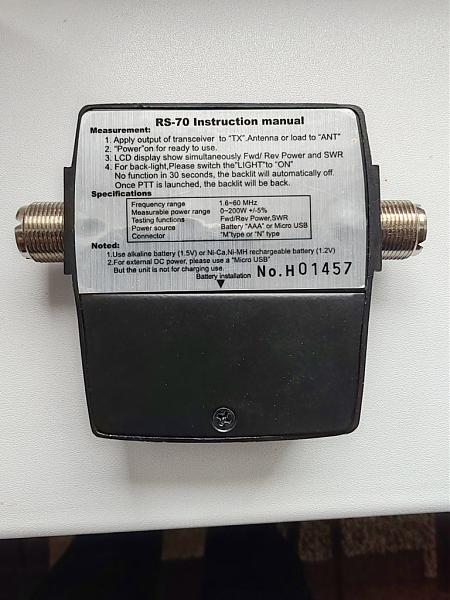 RS-70 Instruction manual
Measurement:
1. Apply output of transceiver to "TX".Antenna or load to "ANT"
2. "Power"on for ready to use.
3. LCD display show simultaneously Fwd/ Rev Power and SWR
4. For back-light,Please switch the"LIGHT"to "ON"
No function in 30 seconds, the backlit will automatically off.
Once PTT is launched, the backlit will be back.
Specifications
Frequency range 1.6~60 MHz
Measurable power range 0~200W +/-5%
Testing functions Fwd/Rev Power,SWR
Power source Battery "AAA" or Micro USB
Connector "M"type or "N" type
Noted:
1.Use alkaline battery (1.5V) or Ni-Ca,Ni-MH rechargeable battery (1.2V)
2.For external DC power, please use a "Micro USB"
But the unit is not for charging use.
Battery installation No.H01457